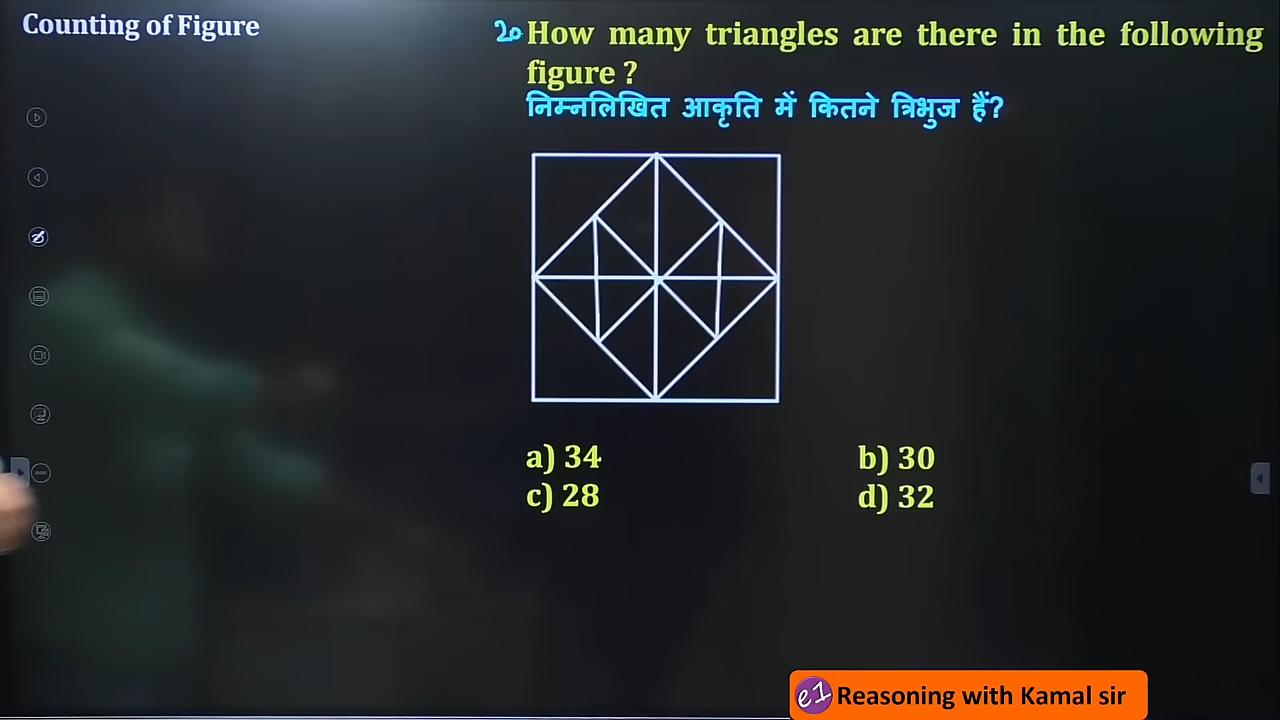 Counting of Figure
20 How many triangles are there in the following
figure ?
निम्नलिखित आकृति में कितने त्रिभुज हैं?
a) 34
b) 30
c) 28
d) 32
e1 Reasoning with Kamal sir